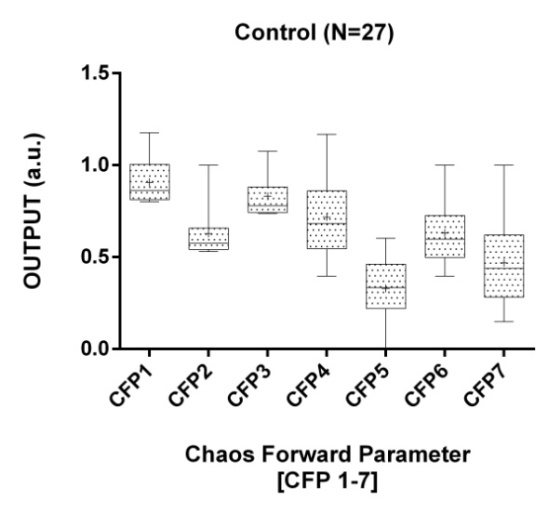 Control (N=27)
OUTPUT (a.u.)
1.5
1.0
0.5
0.0
CFP1
CFP2
CFP3
CFP4
CFP5
CFP6
CFP7
Chaos Forward Parameter
[CFP 1-7]